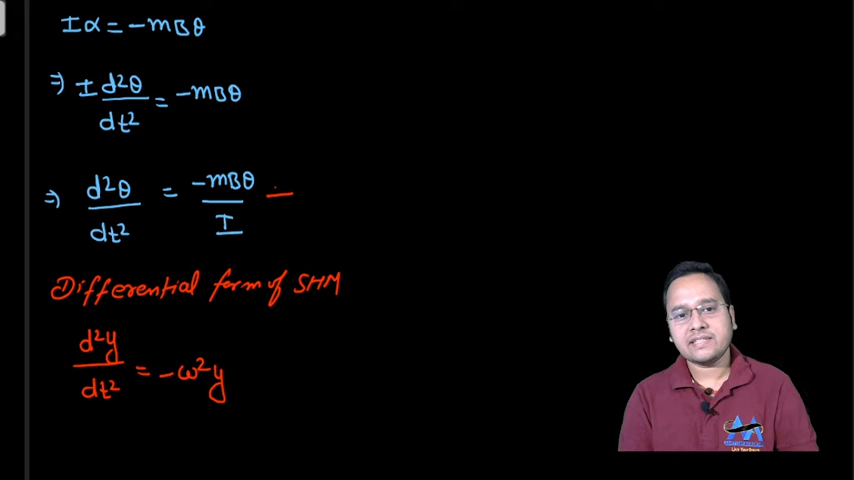 Iα = -mBθ
⇒ I d²θ/dt² = -mBθ
⇒ d²θ/dt² = -mBθ/I —
Differential form of SHM
d²y/dt² = -ω²y